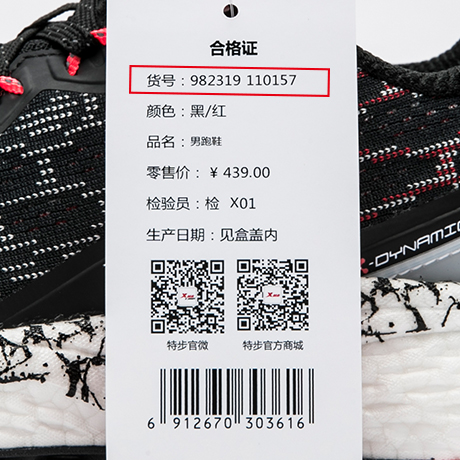 合格证
货号：982319 110157
颜色：黑/红
品名：男跑鞋
零售价：￥439.00
检验员：检 X01
生产日期：见盒盖内
特步官微 特步官方商城
6 912670 303616
-DYNAMIC